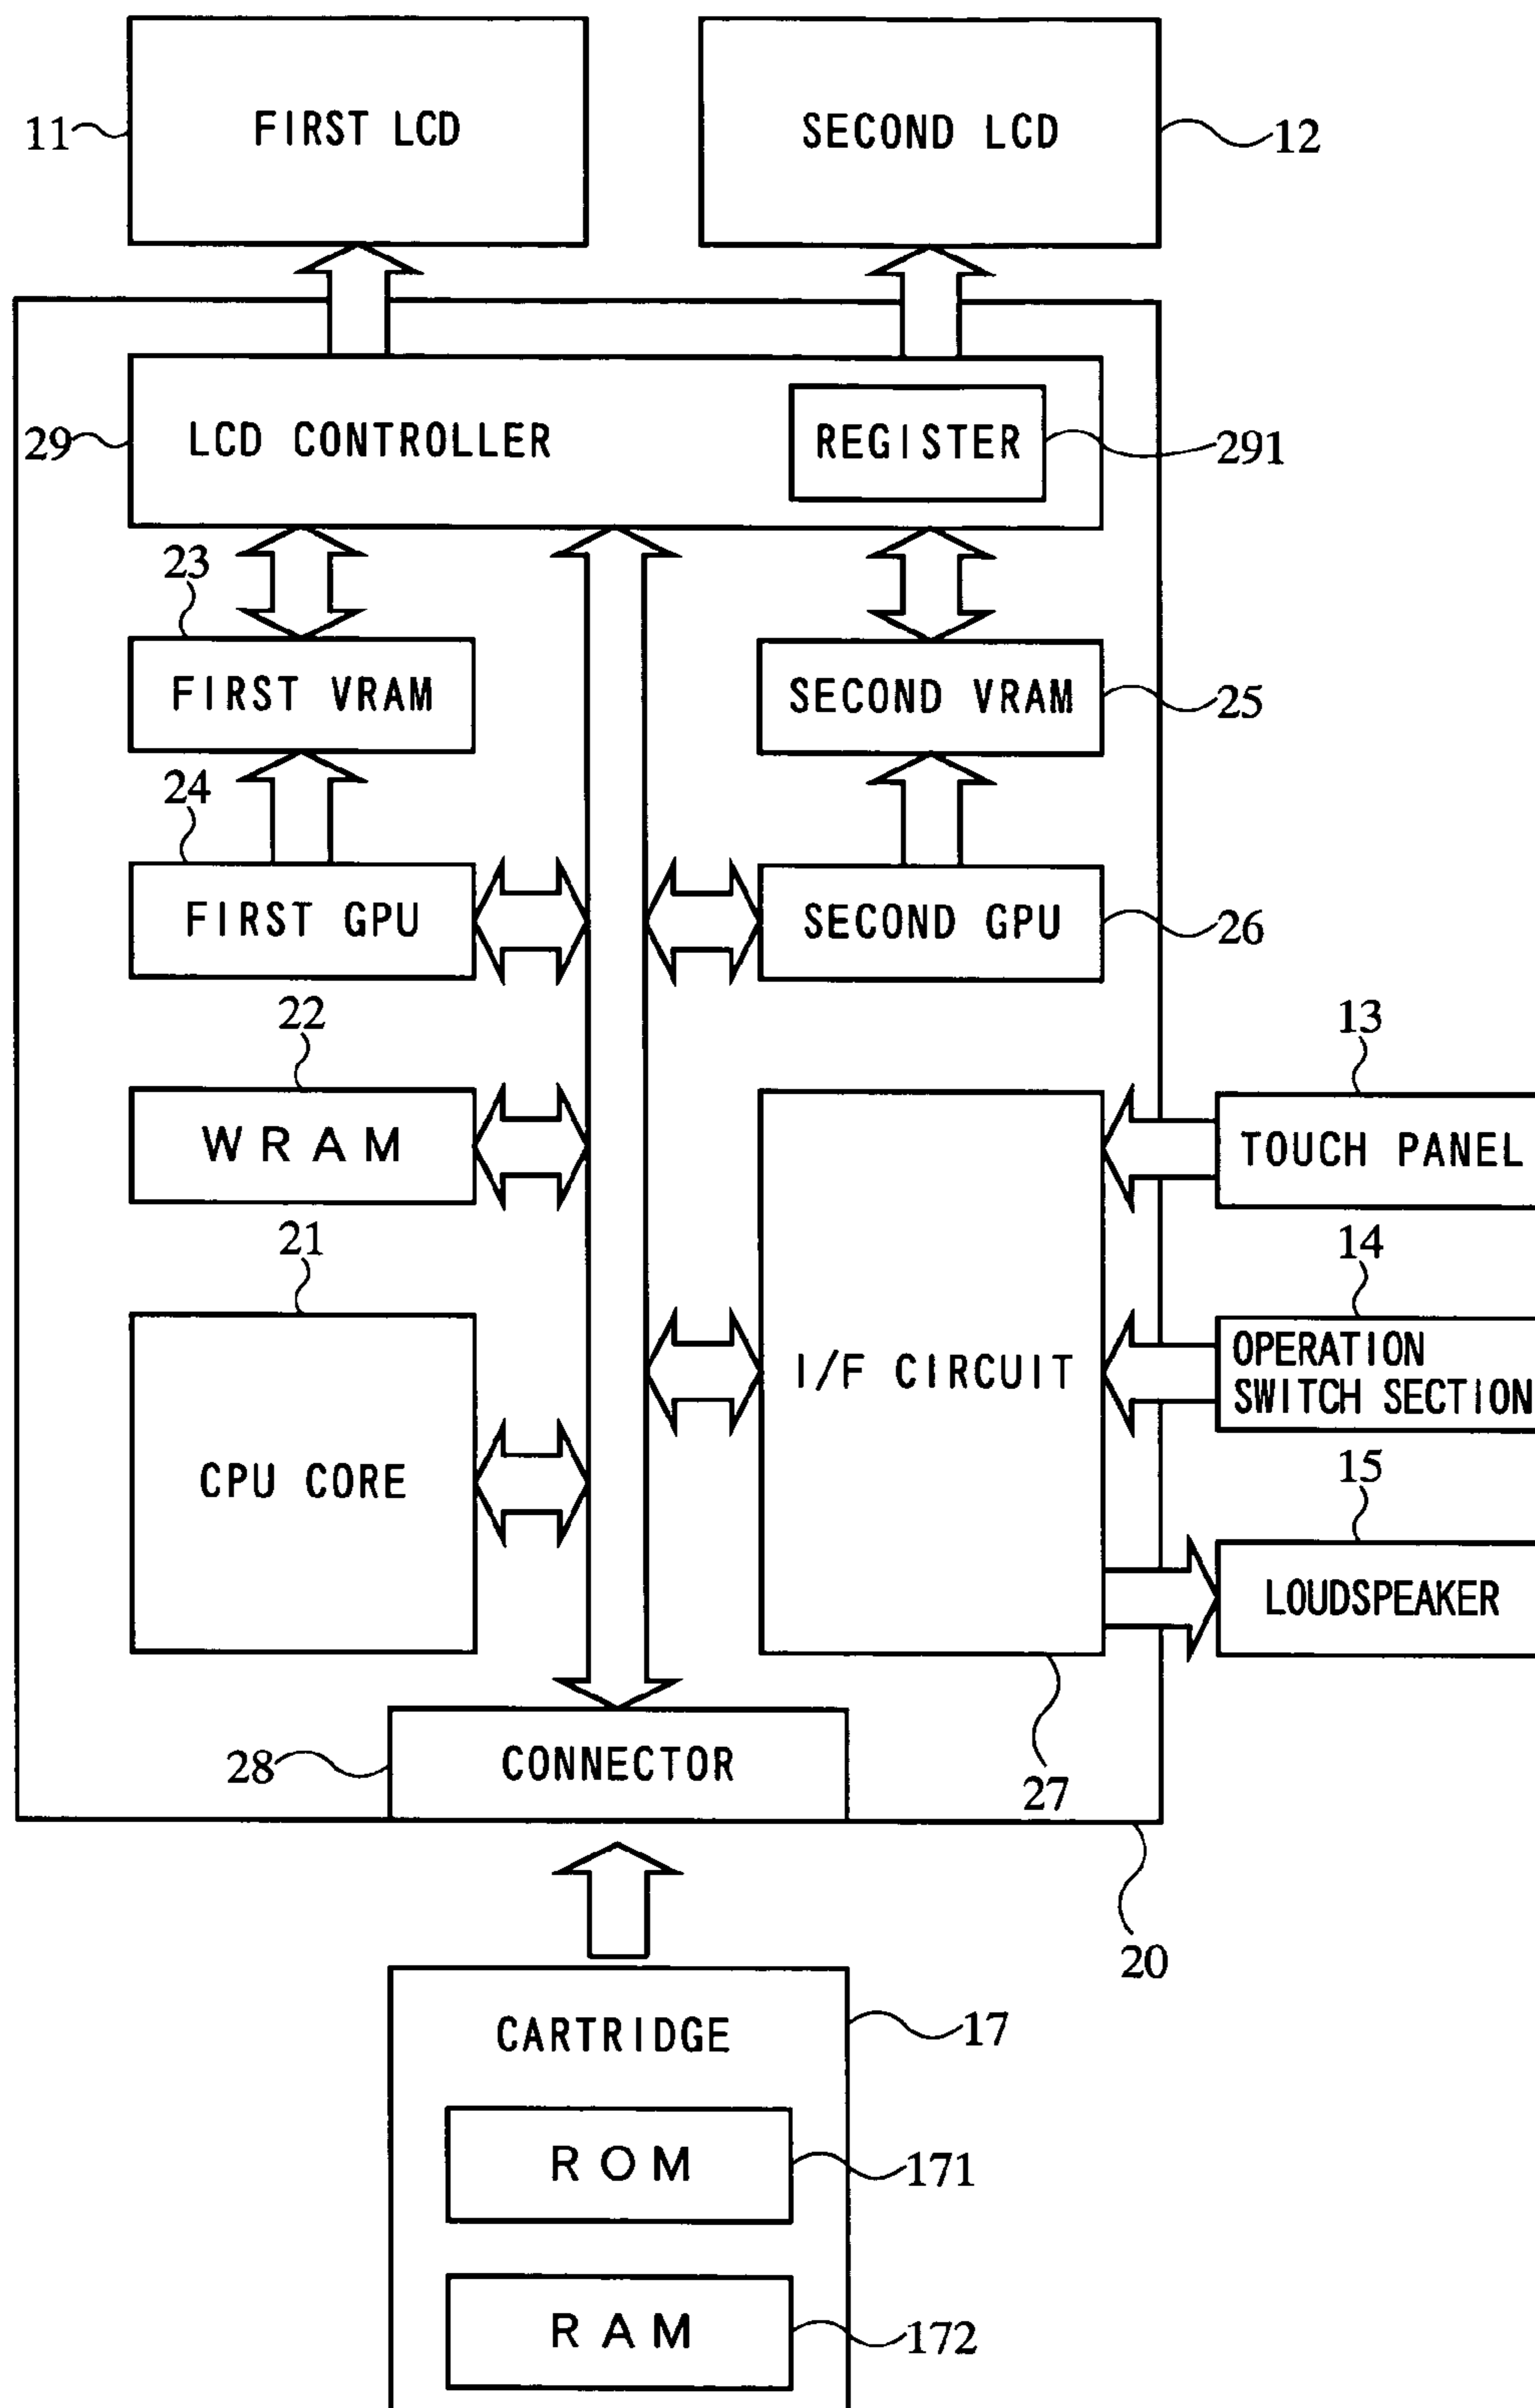 FIRST LCD
SECOND LCD
11
12
LCD CONTROLLER
REGISTER
29
291
23
FIRST VRAM
SECOND VRAM
25
24
FIRST GPU
SECOND GPU
26
22
13
WRAM
TOUCH PANEL
21
14
OPERATION
SWITCH SECTION
I/F CIRCUIT
CPU CORE
15
LOUDSPEAKER
28
CONNECTOR
27
20
CARTRIDGE
17
ROM
171
RAM
172